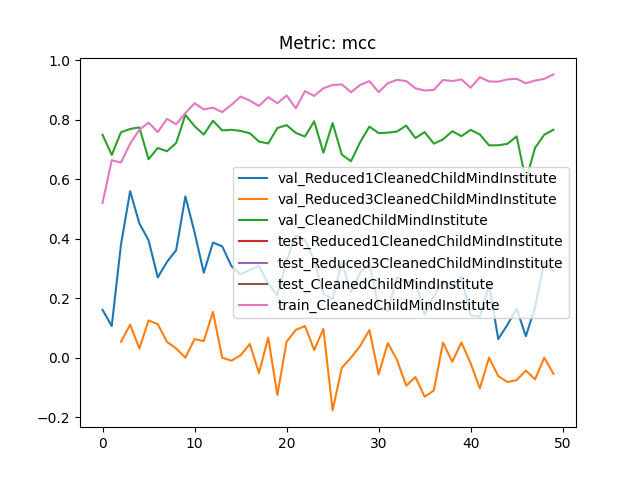 Metric: mcc
1.0
0.8
0.6
0.4
0.2
0.0
−0.2
0
10
20
30
40
50
val_Reduced1CleanedChildMindInstitute
val_Reduced3CleanedChildMindInstitute
val_CleanedChildMindInstitute
test_Reduced1CleanedChildMindInstitute
test_Reduced3CleanedChildMindInstitute
test_CleanedChildMindInstitute
train_CleanedChildMindInstitute